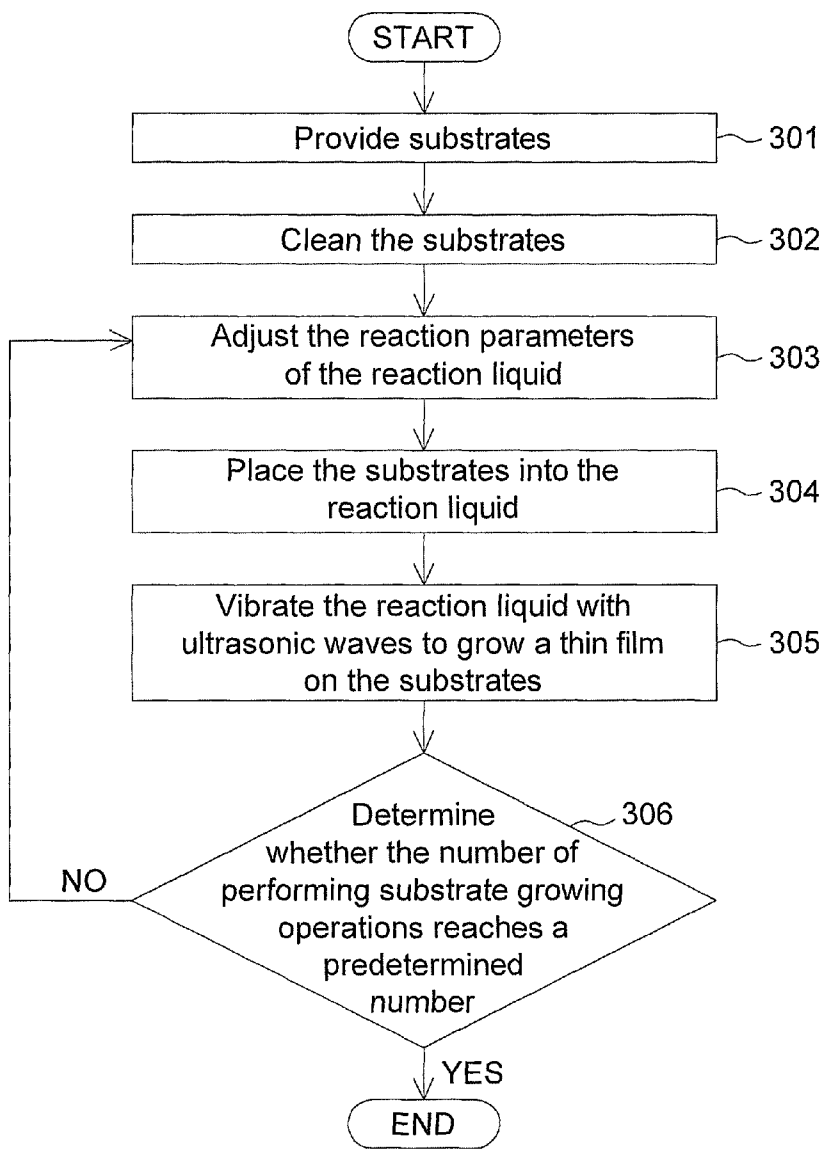 START
Provide substrates
301
Clean the substrates
302
Adjust the reaction parameters
of the reaction liquid
303
Place the substrates into the
reaction liquid
304
Vibrate the reaction liquid with
ultrasonic waves to grow a thin film
on the substrates
305
Determine
whether the number of
performing substrate growing
operations reaches a
predetermined
number
306
NO
YES
END